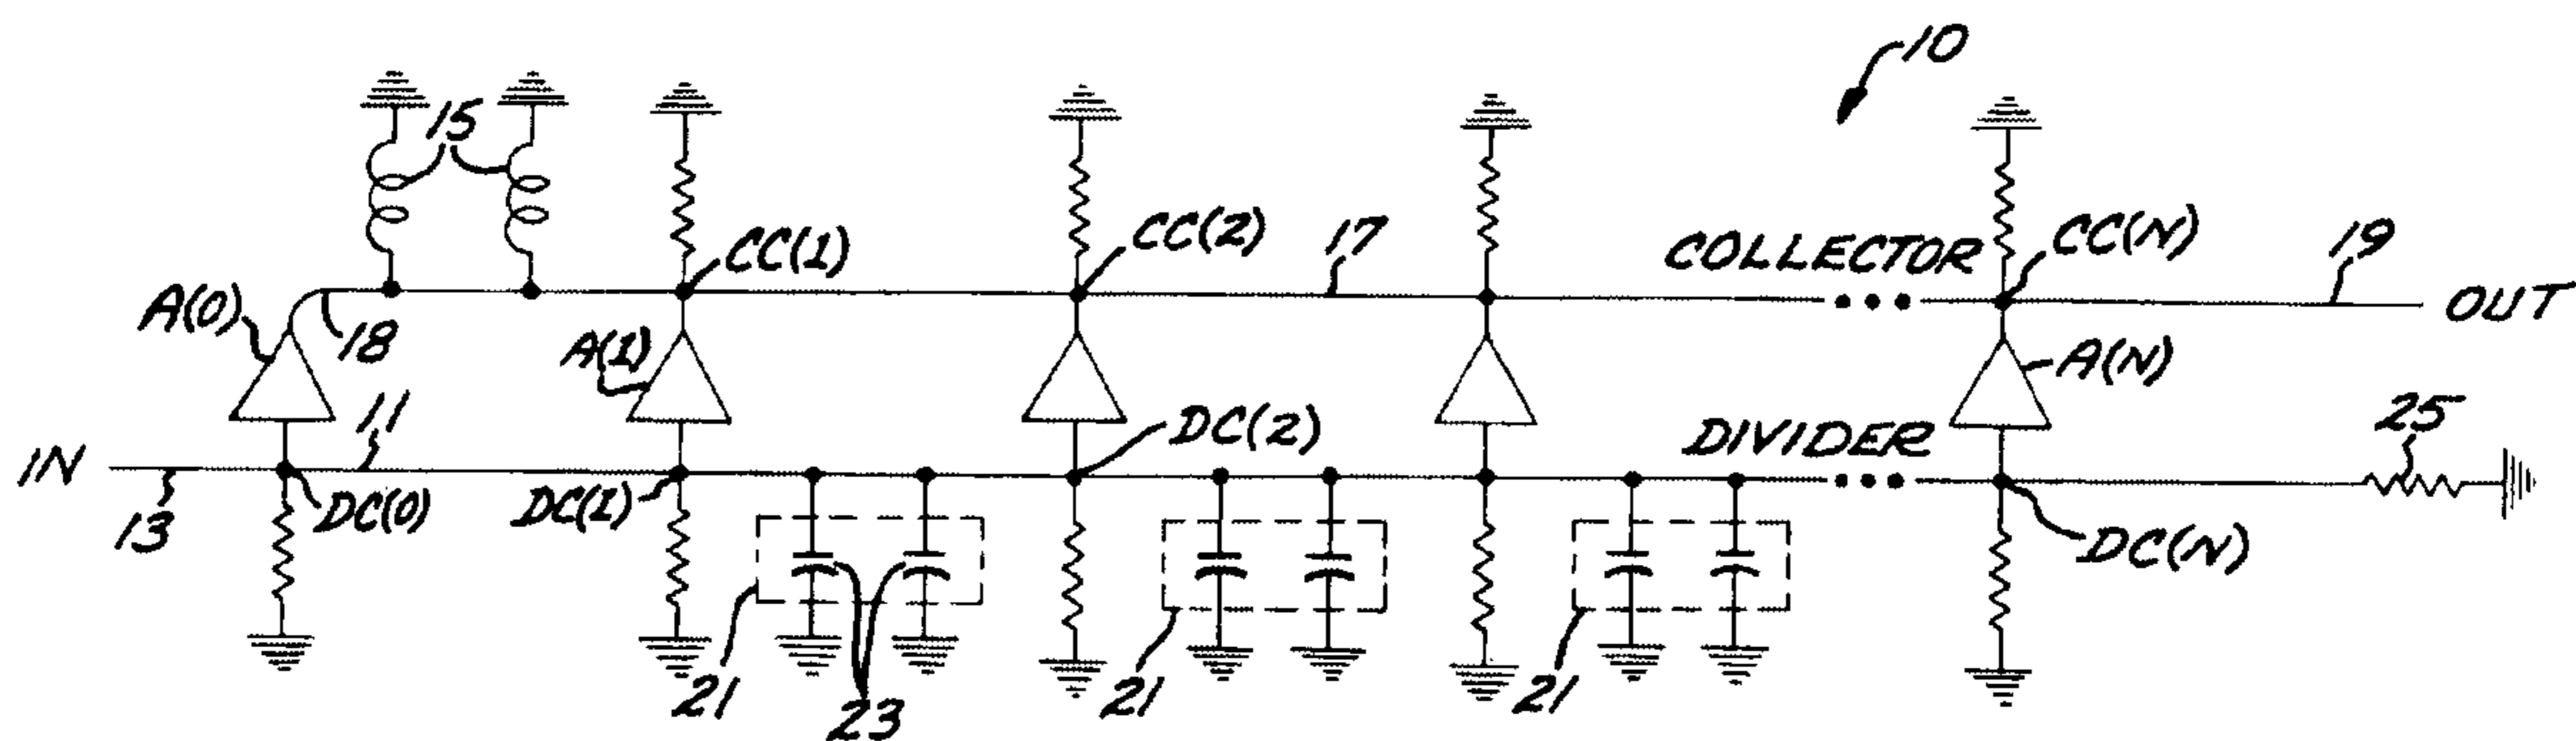 10
15
CC(1)
CC(2)
17
COLLECTOR
CC(N)
19
A(0)
18
A(1)
OUT
A(N)
11
DC(2)
DIVIDER
25
IN
13
DC(0)
DC(1)
DC(N)
21
23
21
21